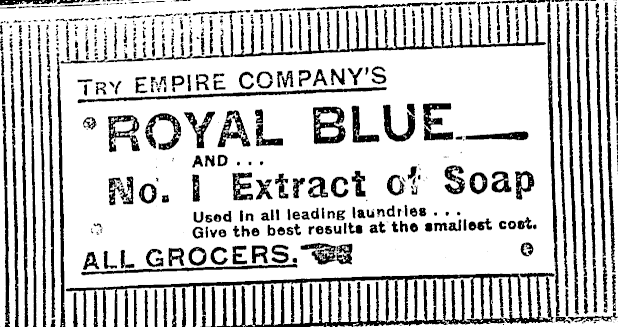 TRY EMPIRE COMPANY'S
ROYAL BLUE
AND . . .
No. 1 Extract of Soap
Used in all leading laundries . . .
Give the best results at the smallest cost.
ALL GROCERS.